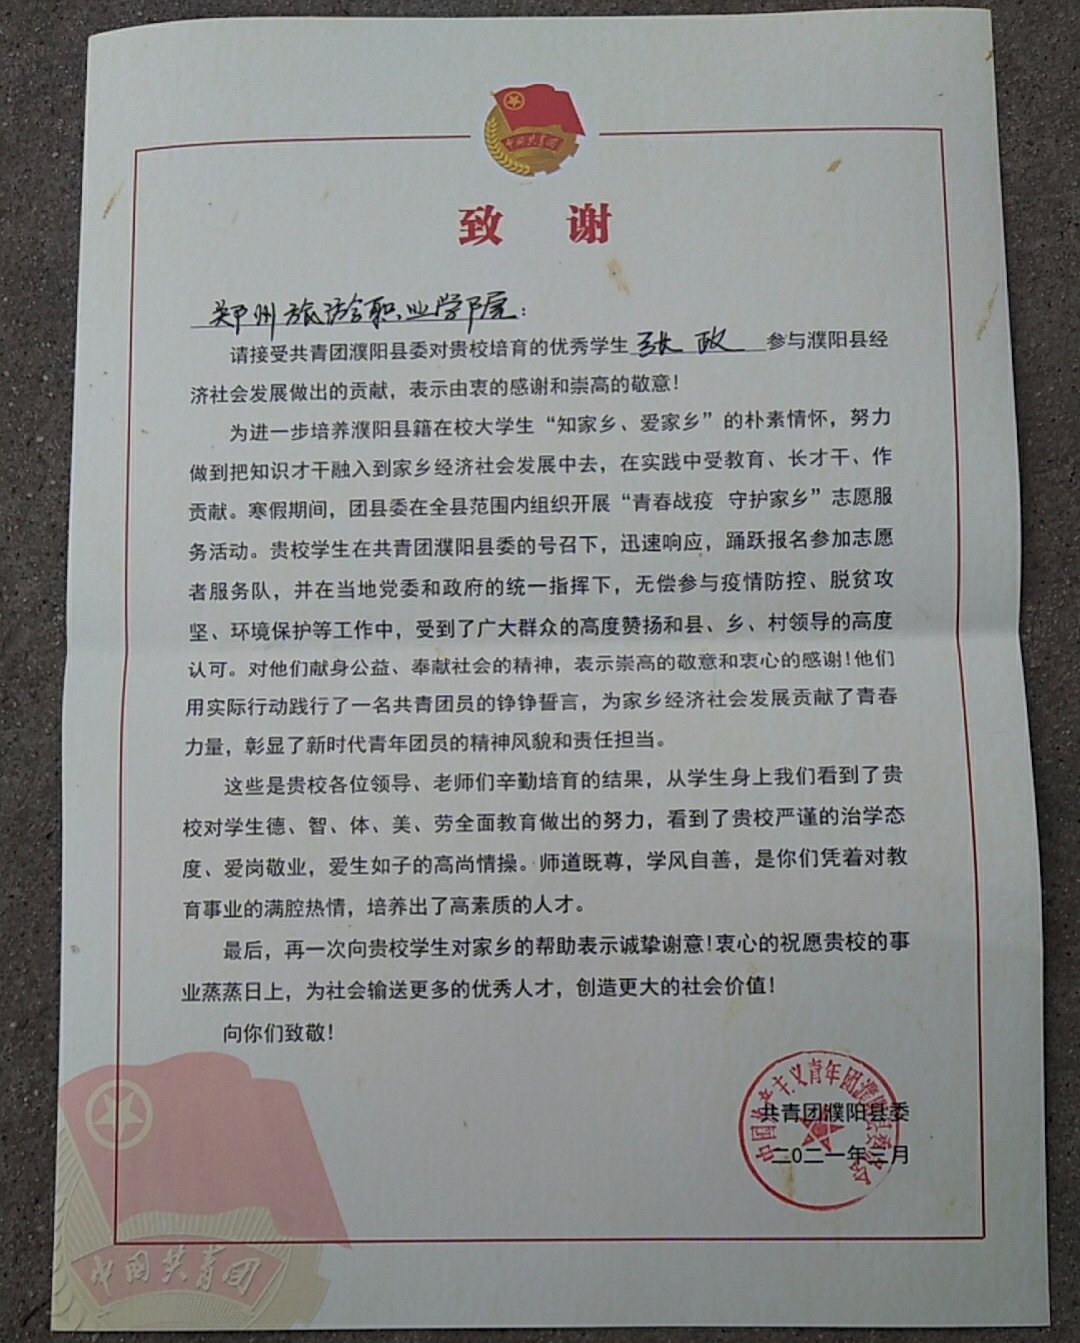 中国共青团
致 谢
郑州旅游职业学院：
请接受共青团濮阳县委对贵校培育的优秀学生 张政 参与濮阳县经
济社会发展做出的贡献，表示由衷的感谢和崇高的敬意！
为进一步培养濮阳县籍在校大学生“知家乡、爱家乡”的朴素情怀，努力
做到把知识才干融入到家乡经济社会发展中去，在实践中受教育、长才干、作
贡献。寒假期间，团县委在全县范围内组织开展“青春战疫 守护家乡”志愿服
务活动。贵校学生在共青团濮阳县委的号召下，迅速响应，踊跃报名参加志愿
者服务队，并在当地党委和政府的统一指挥下，无偿参与疫情防控、脱贫攻
坚、环境保护等工作中，受到了广大群众的高度赞扬和县、乡、村领导的高度
认可。对他们献身公益、奉献社会的精神，表示崇高的敬意和衷心的感谢！他们
用实际行动践行了一名共青团员的铮铮誓言，为家乡经济社会发展贡献了青春
力量，彰显了新时代青年团员的精神风貌和责任担当。
这些是贵校各位领导、老师们辛勤培育的结果，从学生身上我们看到了贵
校对学生德、智、体、美、劳全面教育做出的努力，看到了贵校严谨的治学态
度、爱岗敬业，爱生如子的高尚情操。师道既尊，学风自善，是你们凭着对教
育事业的满腔热情，培养出了高素质的人才。
最后，再一次向贵校学生对家乡的帮助表示诚挚谢意！衷心的祝愿贵校的事
业蒸蒸日上，为社会输送更多的优秀人才，创造更大的社会价值！
向你们致敬！
共青团濮阳县委
二〇二一年三月
中国共产主义青年团濮阳县委员会
中国共青团